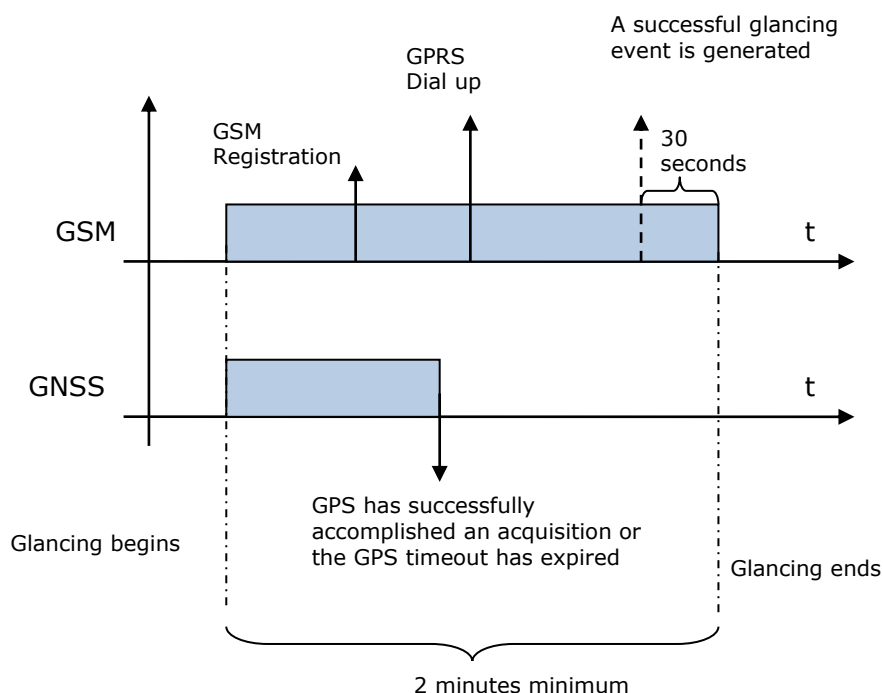 A successful glancing
event is generated
GPRS
Dial up
GSM
Registration
30
seconds
GSM
t
GNSS
t
GPS has successfully
accomplished an acquisition or
the GPS timeout has expired
Glancing begins
Glancing ends
2 minutes minimum